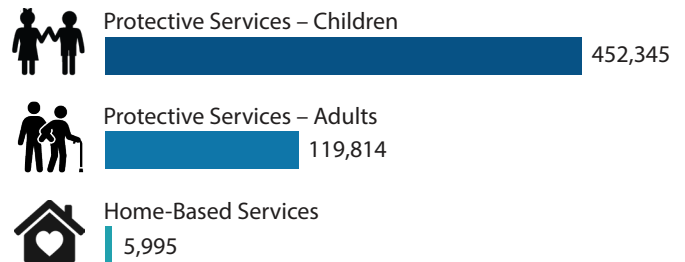 Protective Services – Children
452,345
Protective Services – Adults
119,814
Home-Based Services
5,995